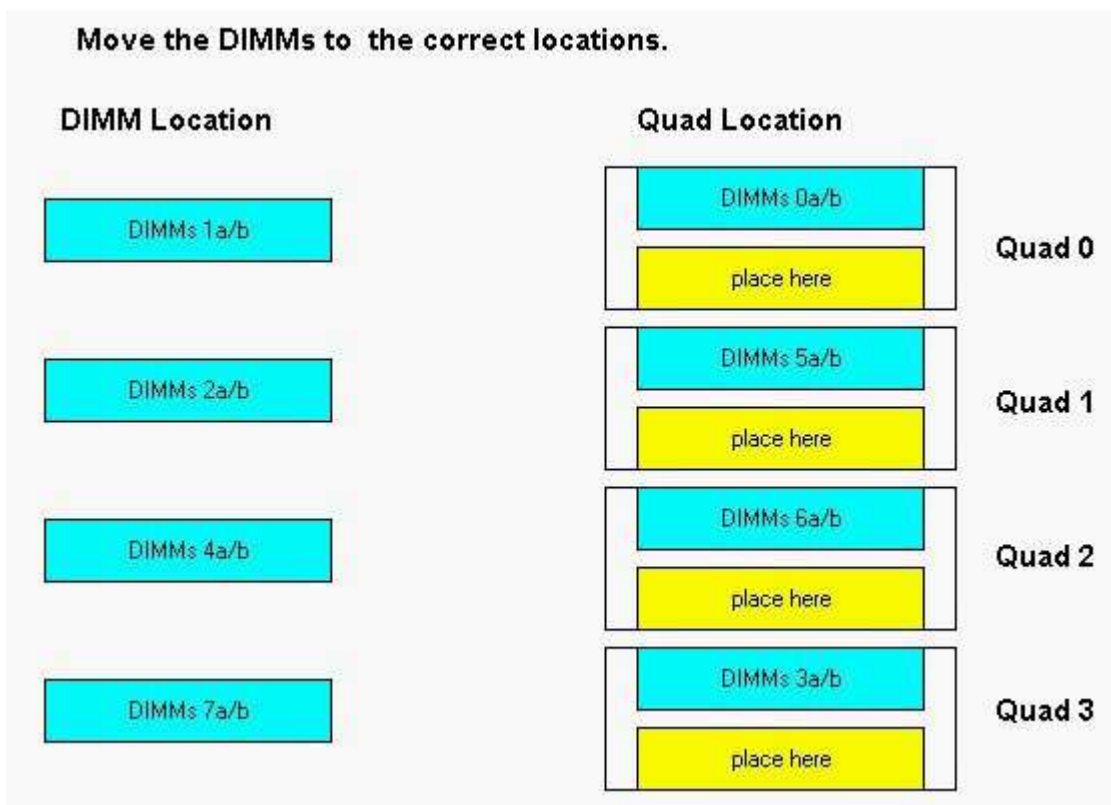 Move the DIMMs to the correct locations.
DIMM Location
Quad Location
DIMMs 1a/b
DIMMs 0a/b
place here
Quad 0
DIMMs 2a/b
DIMMs 5a/b
place here
Quad 1
DIMMs 4a/b
DIMMs 6a/b
place here
Quad 2
DIMMs 7a/b
DIMMs 3a/b
place here
Quad 3